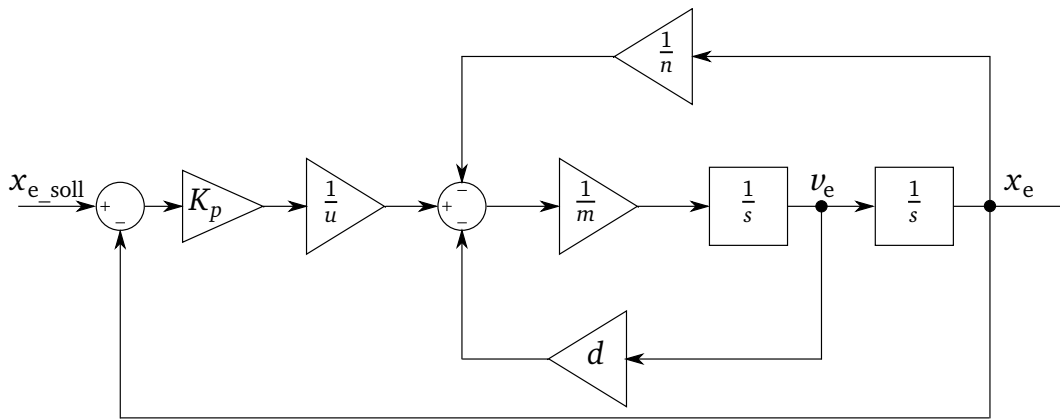 1/n
x_e_soll
+
−
K_p
1/u
+
−
−
1/m
1/s
v_e
1/s
x_e
d